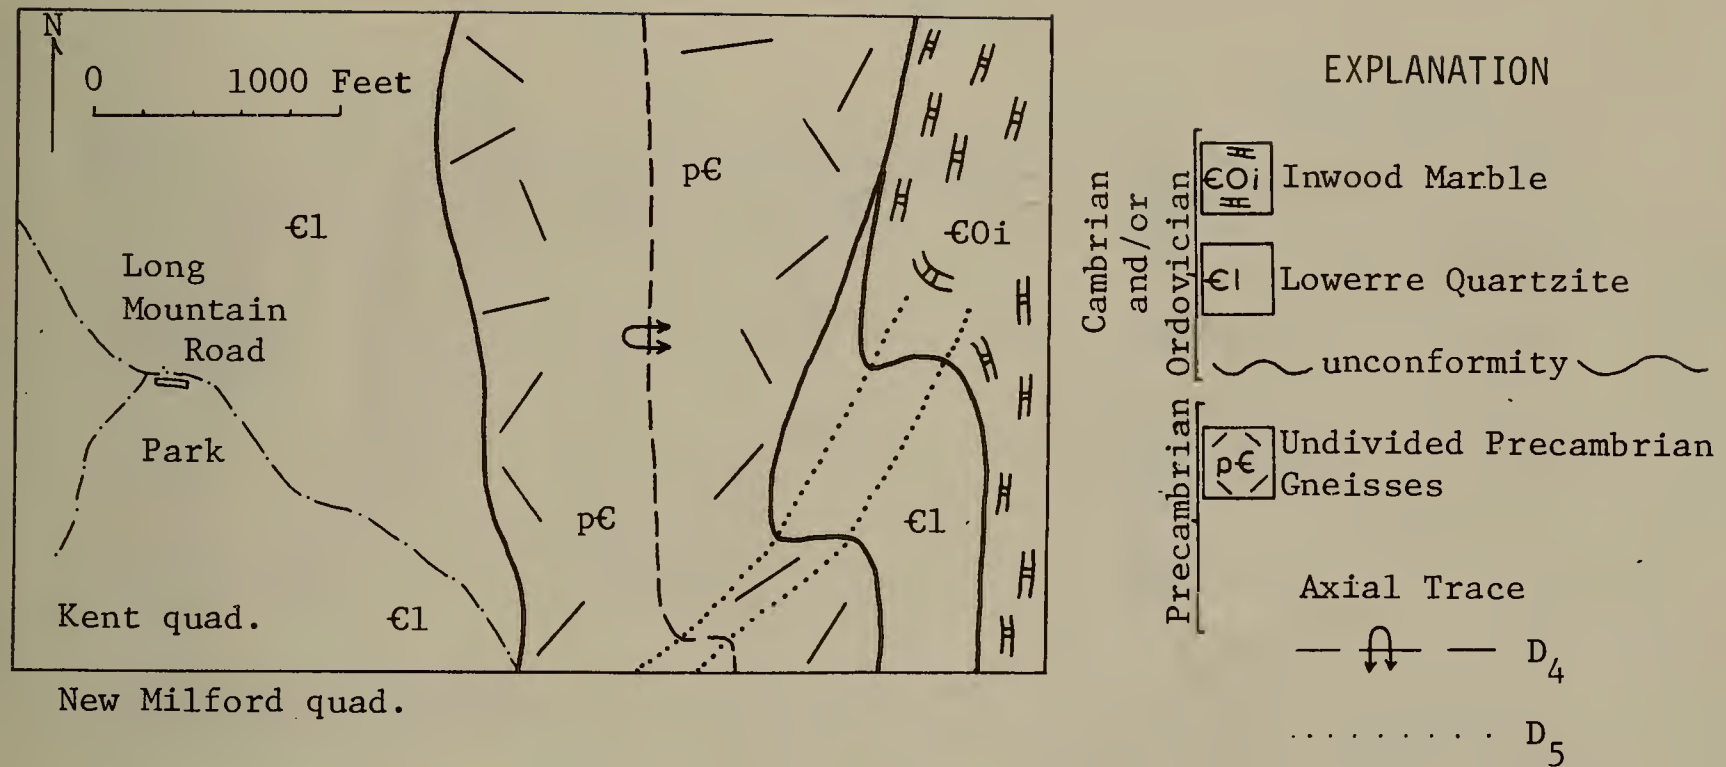 N
0 1000 Feet
p€
€l
€Oi
Long
Mountain
Road
Park
p€
€l
Kent quad.
€l
New Milford quad.
EXPLANATION
Cambrian
and/or
Ordovician
€Oi Inwood Marble
€l Lowerre Quartzite
unconformity
Precambrian
p€ Undivided Precambrian
Gneisses
Axial Trace
D4
D5